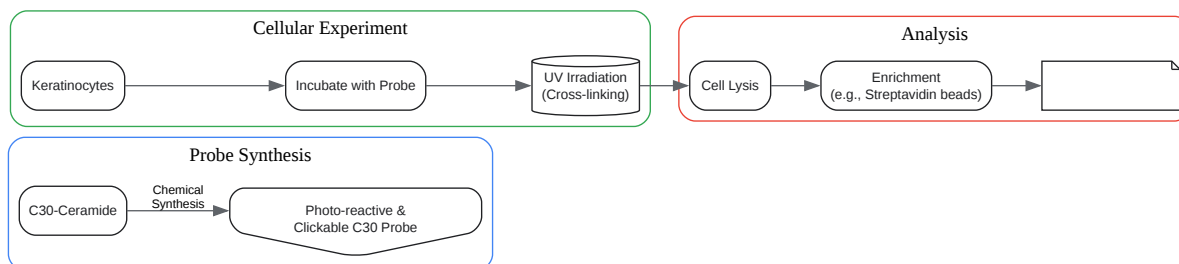 Cellular Experiment
Keratinocytes
Incubate with Probe
UV Irradiation
(Cross-linking)
Analysis
Cell Lysis
Enrichment
(e.g., Streptavidin beads)
Probe Synthesis
C30-Ceramide
Chemical
Synthesis
Photo-reactive &
Clickable C30 Probe